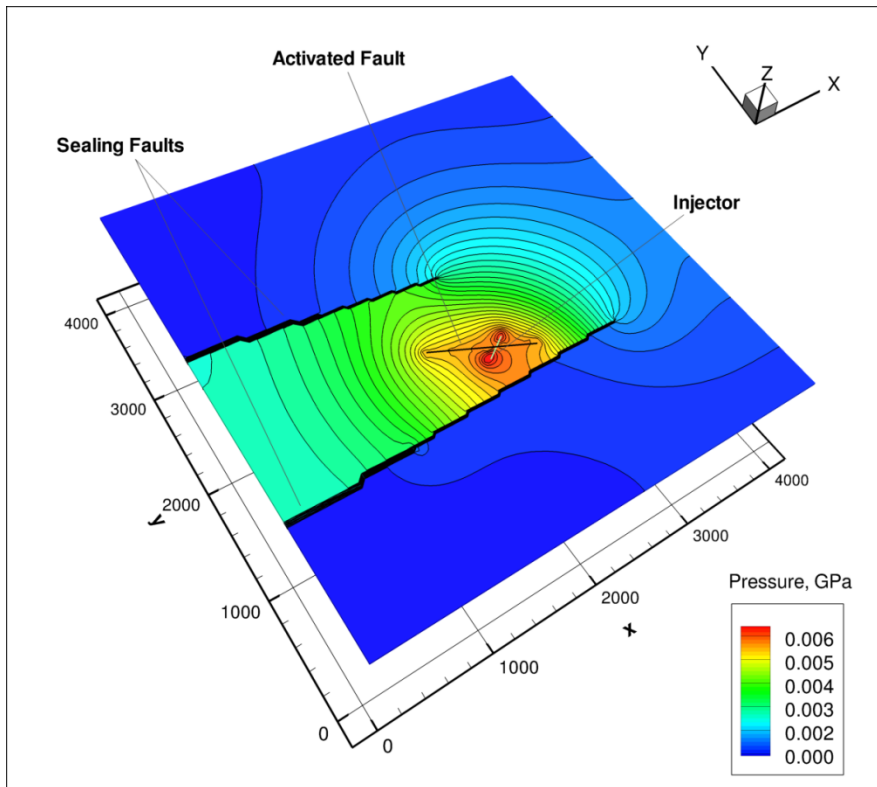 Activated Fault
Y
Z
X
Sealing Faults
Injector
4000
3000
2000
1000
0
y
0
1000
2000
3000
4000
x
Pressure, GPa
0.006
0.005
0.004
0.003
0.002
0.000